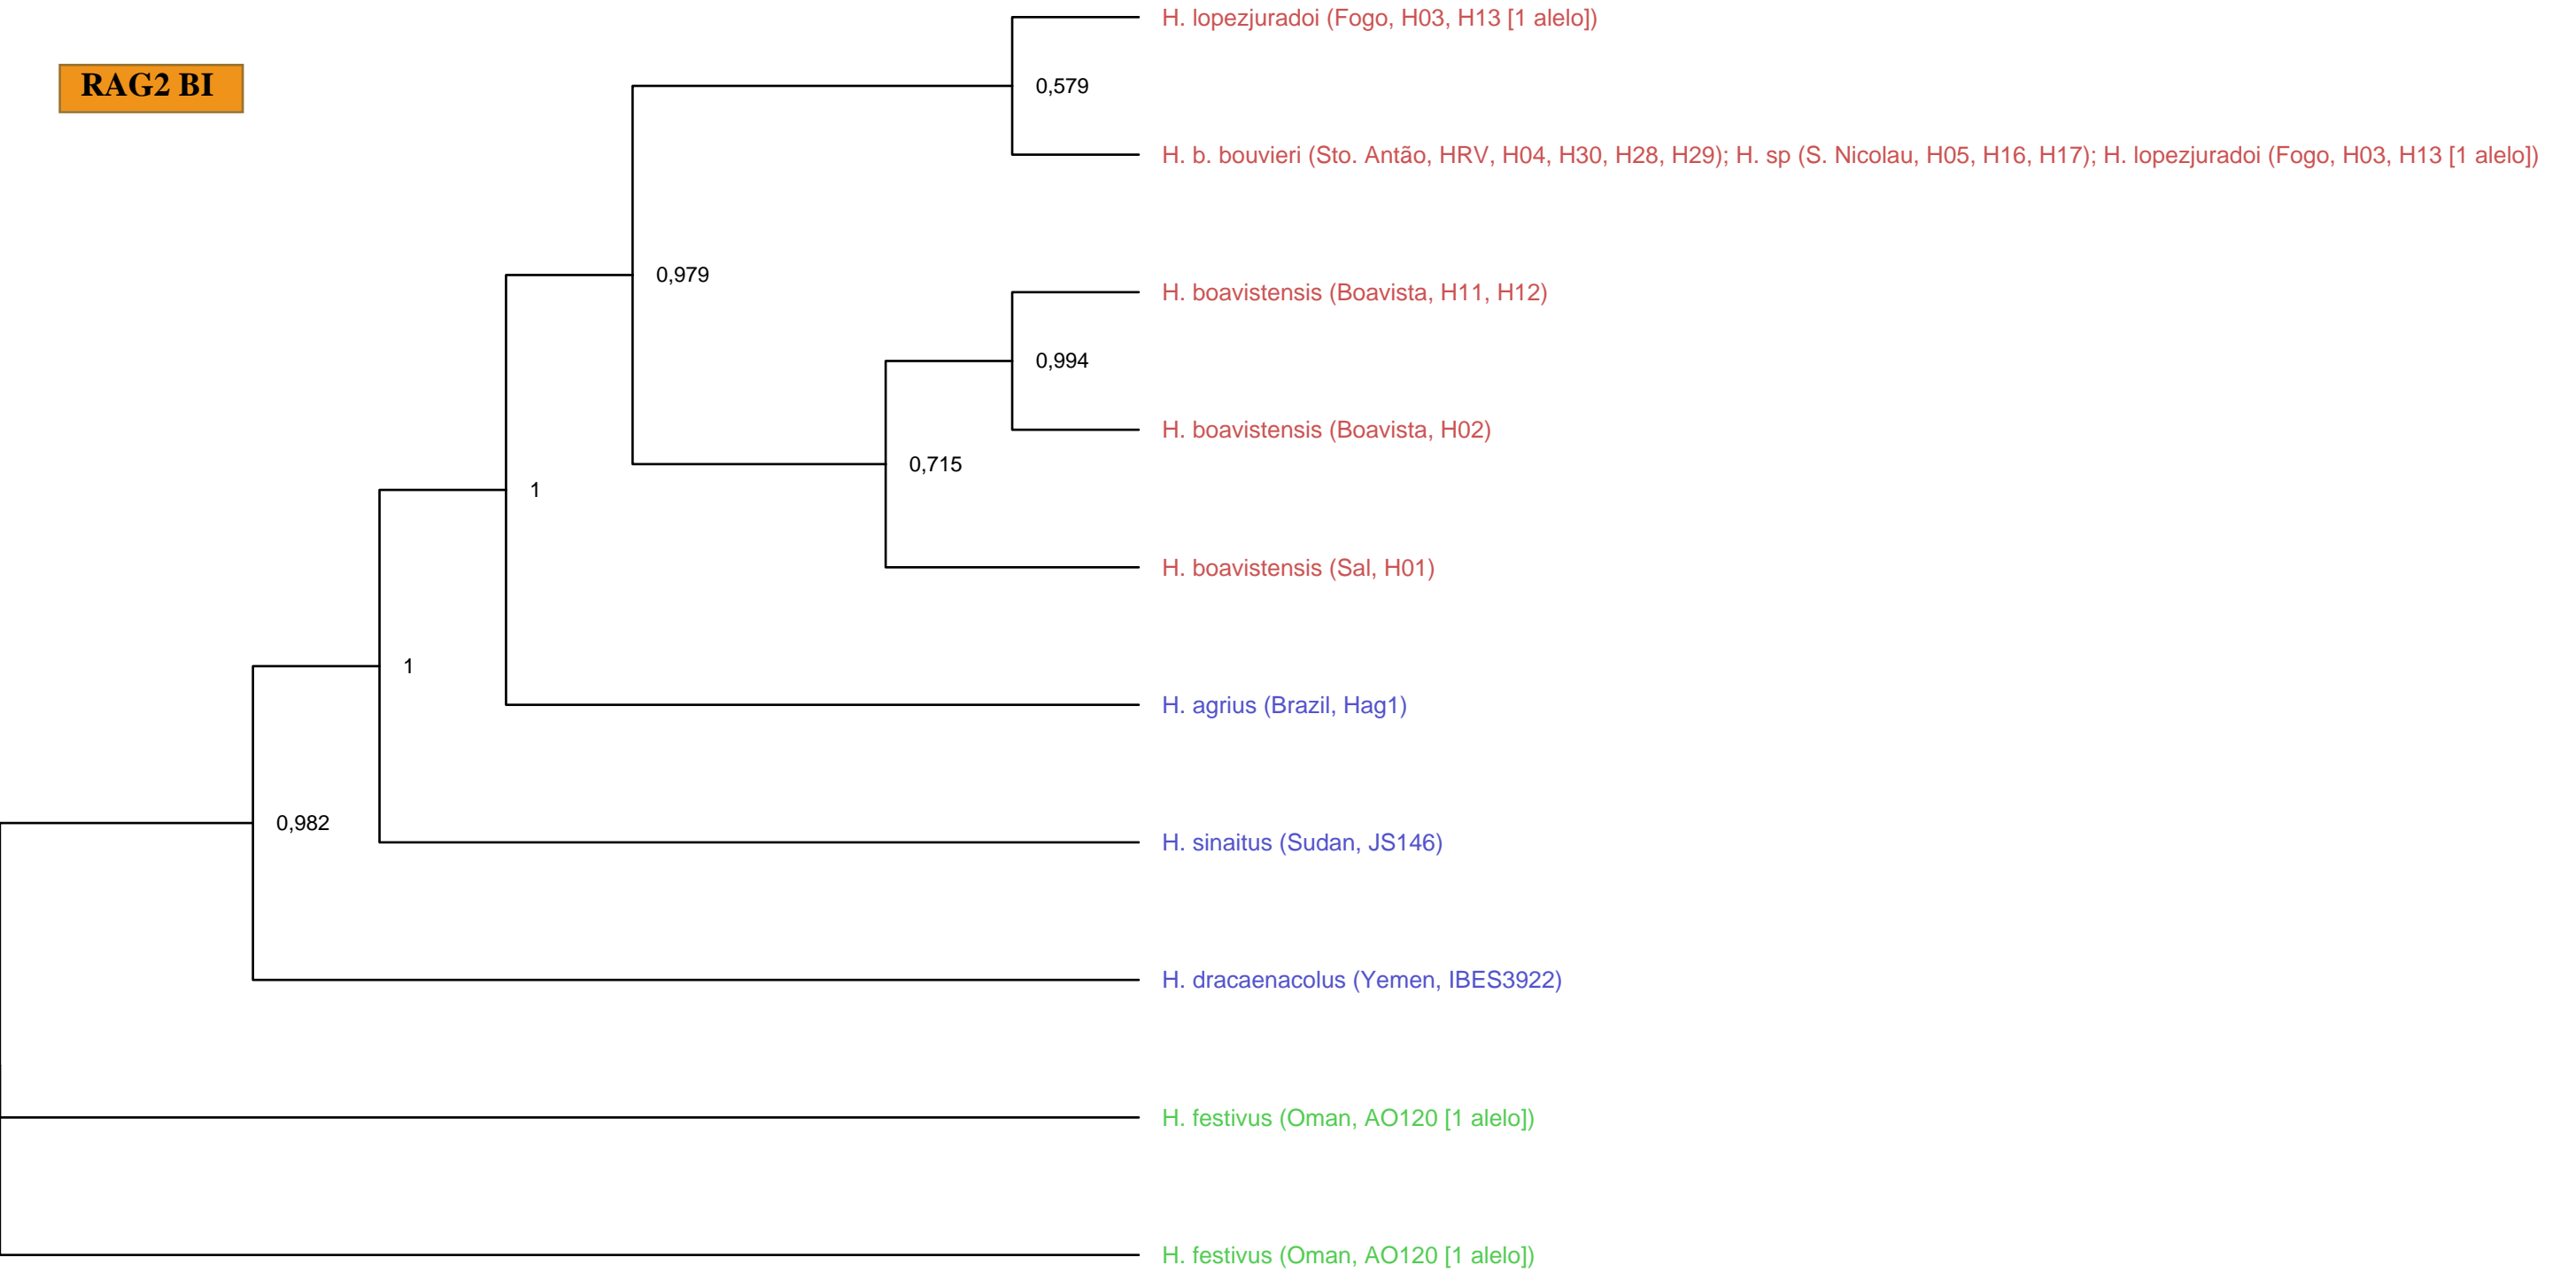 H. lopezjuradoi (Fogo, H03, H13 [1 alelo])
RAG2 BI
0,579
H. b. bouvieri (Sto. Antão, HRV, H04, H30, H28, H29); H. sp (S. Nicolau, H05, H16, H17); H. lopezjuradoi (Fogo, H03, H13 [1 alelo])
0,979
H. boavistensis (Boavista, H11, H12)
0,994
H. boavistensis (Boavista, H02)
0,715
1
H. boavistensis (Sal, H01)
1
H. agrius (Brazil, Hag1)
0,982
H. sinaitus (Sudan, JS146)
H. dracaenacolus (Yemen, IBES3922)
H. festivus (Oman, AO120 [1 alelo])
H. festivus (Oman, AO120 [1 alelo])